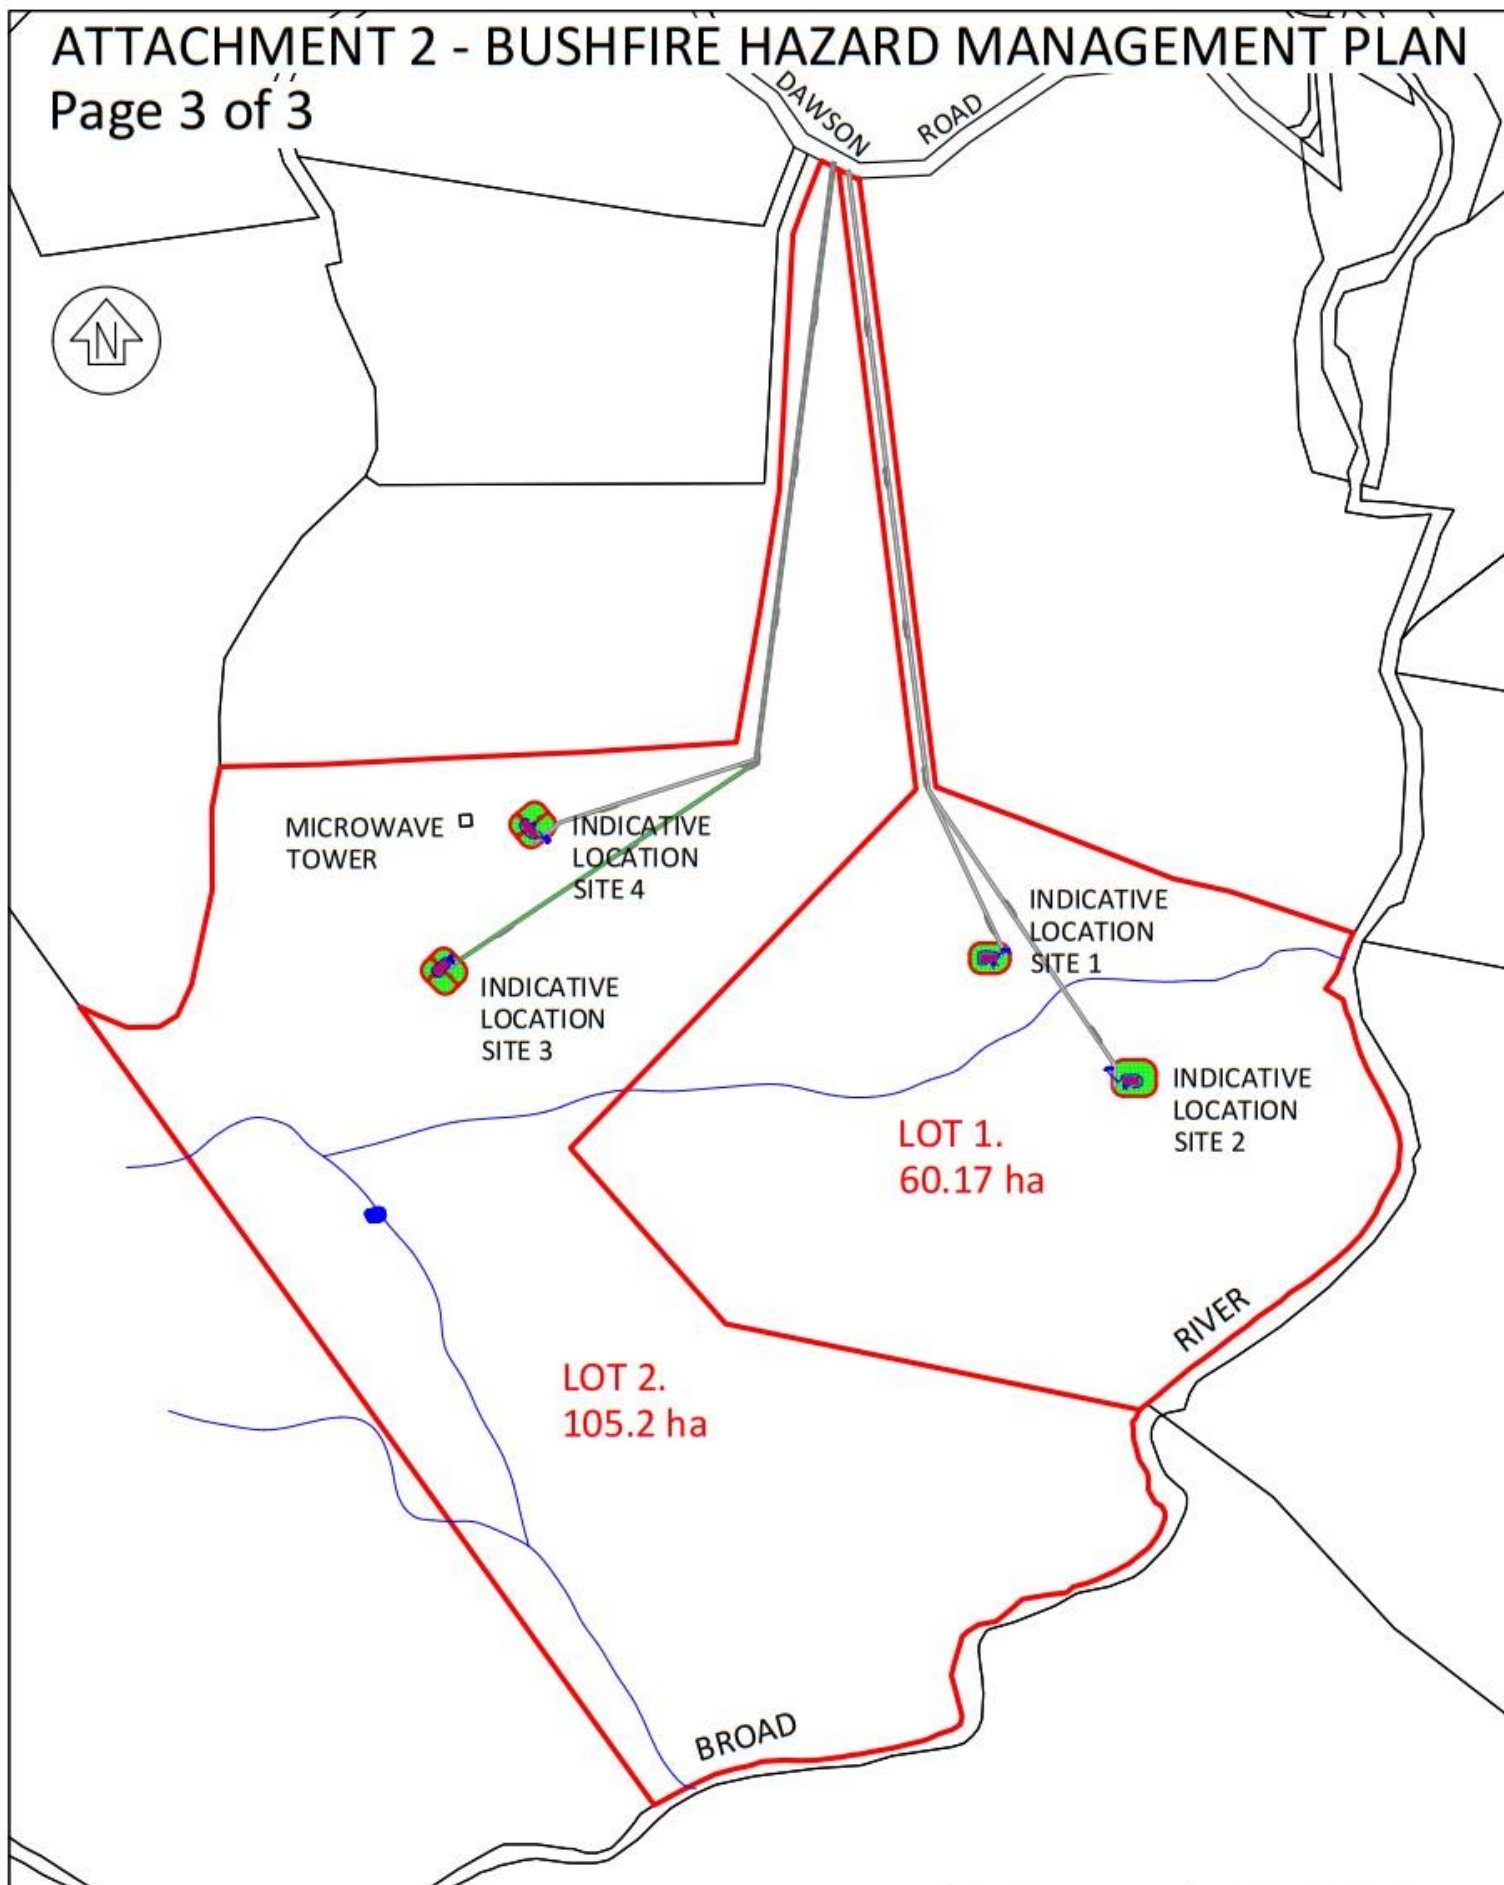 ATTACHMENT 2 - BUSHFIRE HAZARD MANAGEMENT PLAN
Page 3 of 3
DAWSON
ROAD
N
MICROWAVE
TOWER
INDICATIVE
LOCATION
SITE 4
INDICATIVE
LOCATION
SITE 1
INDICATIVE
LOCATION
SITE 3
INDICATIVE
LOCATION
SITE 2
LOT 1.
60.17 ha
RIVER
LOT 2.
105.2 ha
BROAD